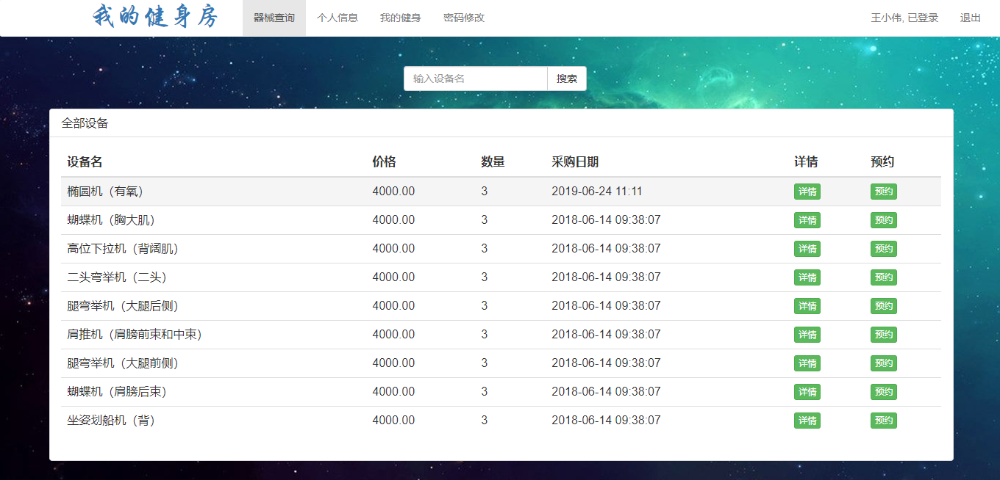 我的健身房 器械查询 个人信息 我的健身 密码修改 王小伟, 已登录 退出
输入设备名 搜索
全部设备
设备名 价格 数量 采购日期 详情 预约
椭圆机（有氧） 4000.00 3 2019-06-24 11:11 详情 预约
蝴蝶机（胸大肌） 4000.00 3 2018-06-14 09:38:07 详情 预约
高位下拉机（背阔肌） 4000.00 3 2018-06-14 09:38:07 详情 预约
二头弯举机（二头） 4000.00 3 2018-06-14 09:38:07 详情 预约
腿弯举机（大腿后侧） 4000.00 3 2018-06-14 09:38:07 详情 预约
肩推机（肩膀前束和中束） 4000.00 3 2018-06-14 09:38:07 详情 预约
腿弯举机（大腿前侧） 4000.00 3 2018-06-14 09:38:07 详情 预约
蝴蝶机（肩膀后束） 4000.00 3 2018-06-14 09:38:07 详情 预约
坐姿划船机（背） 4000.00 3 2018-06-14 09:38:07 详情 预约